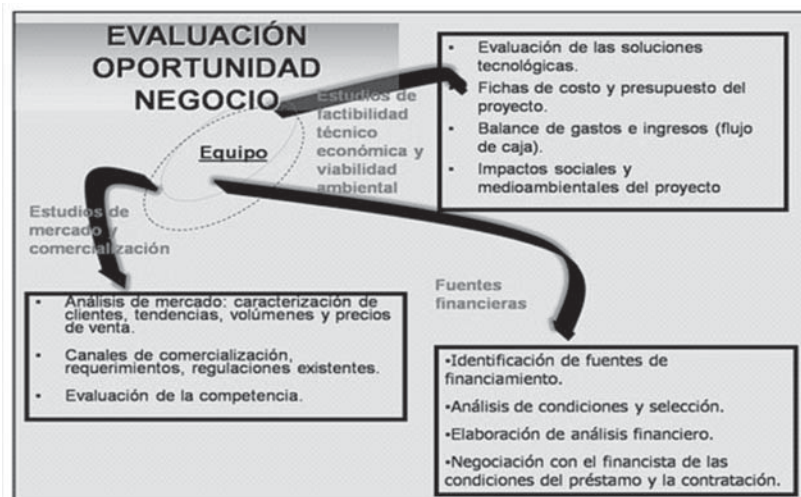 EVALUACIÓN
OPORTUNIDAD
NEGOCIO
Equipo
Estudios de
lactibilidad
técnico
económica y
viabilidad
ambiental
• Evaluación de las soluciones
tecnológicas.
• Fichas de costo y presupuesto del
proyecto.
• Balance de gastos e ingresos (flujo
de caja).
• Impactos sociales y
medioambientales del proyecto
Estudios de
mercado y
comercialización
• Análisis de mercado: caracterización de
clientes, tendencias, volúmenes y precios
de venta.
• Canales de comercialización,
requerimientos, regulaciones existentes.
• Evaluación de la competencia.
Fuentes
financieras
•Identificación de fuentes de
financiamiento.
•Análisis de condiciones y selección.
•Elaboración de análisis financiero.
•Negociación con el financista de las
condiciones del préstamo y la contratación.